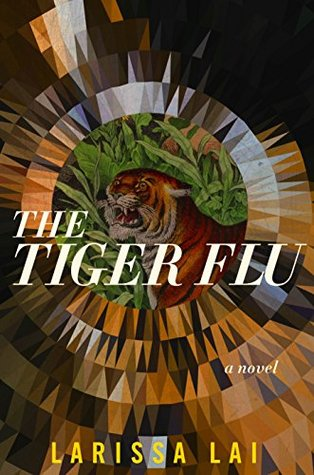 THE
TIGER FLU
a novel
LARISSA LAI